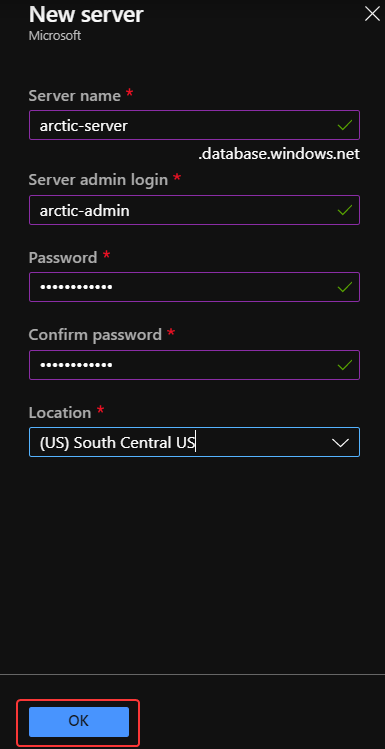 New server
Microsoft
Server name *
arctic-server
.database.windows.net
Server admin login *
arctic-admin
Password *
••••••••••••
Confirm password *
••••••••••••
Location *
(US) South Central US
OK